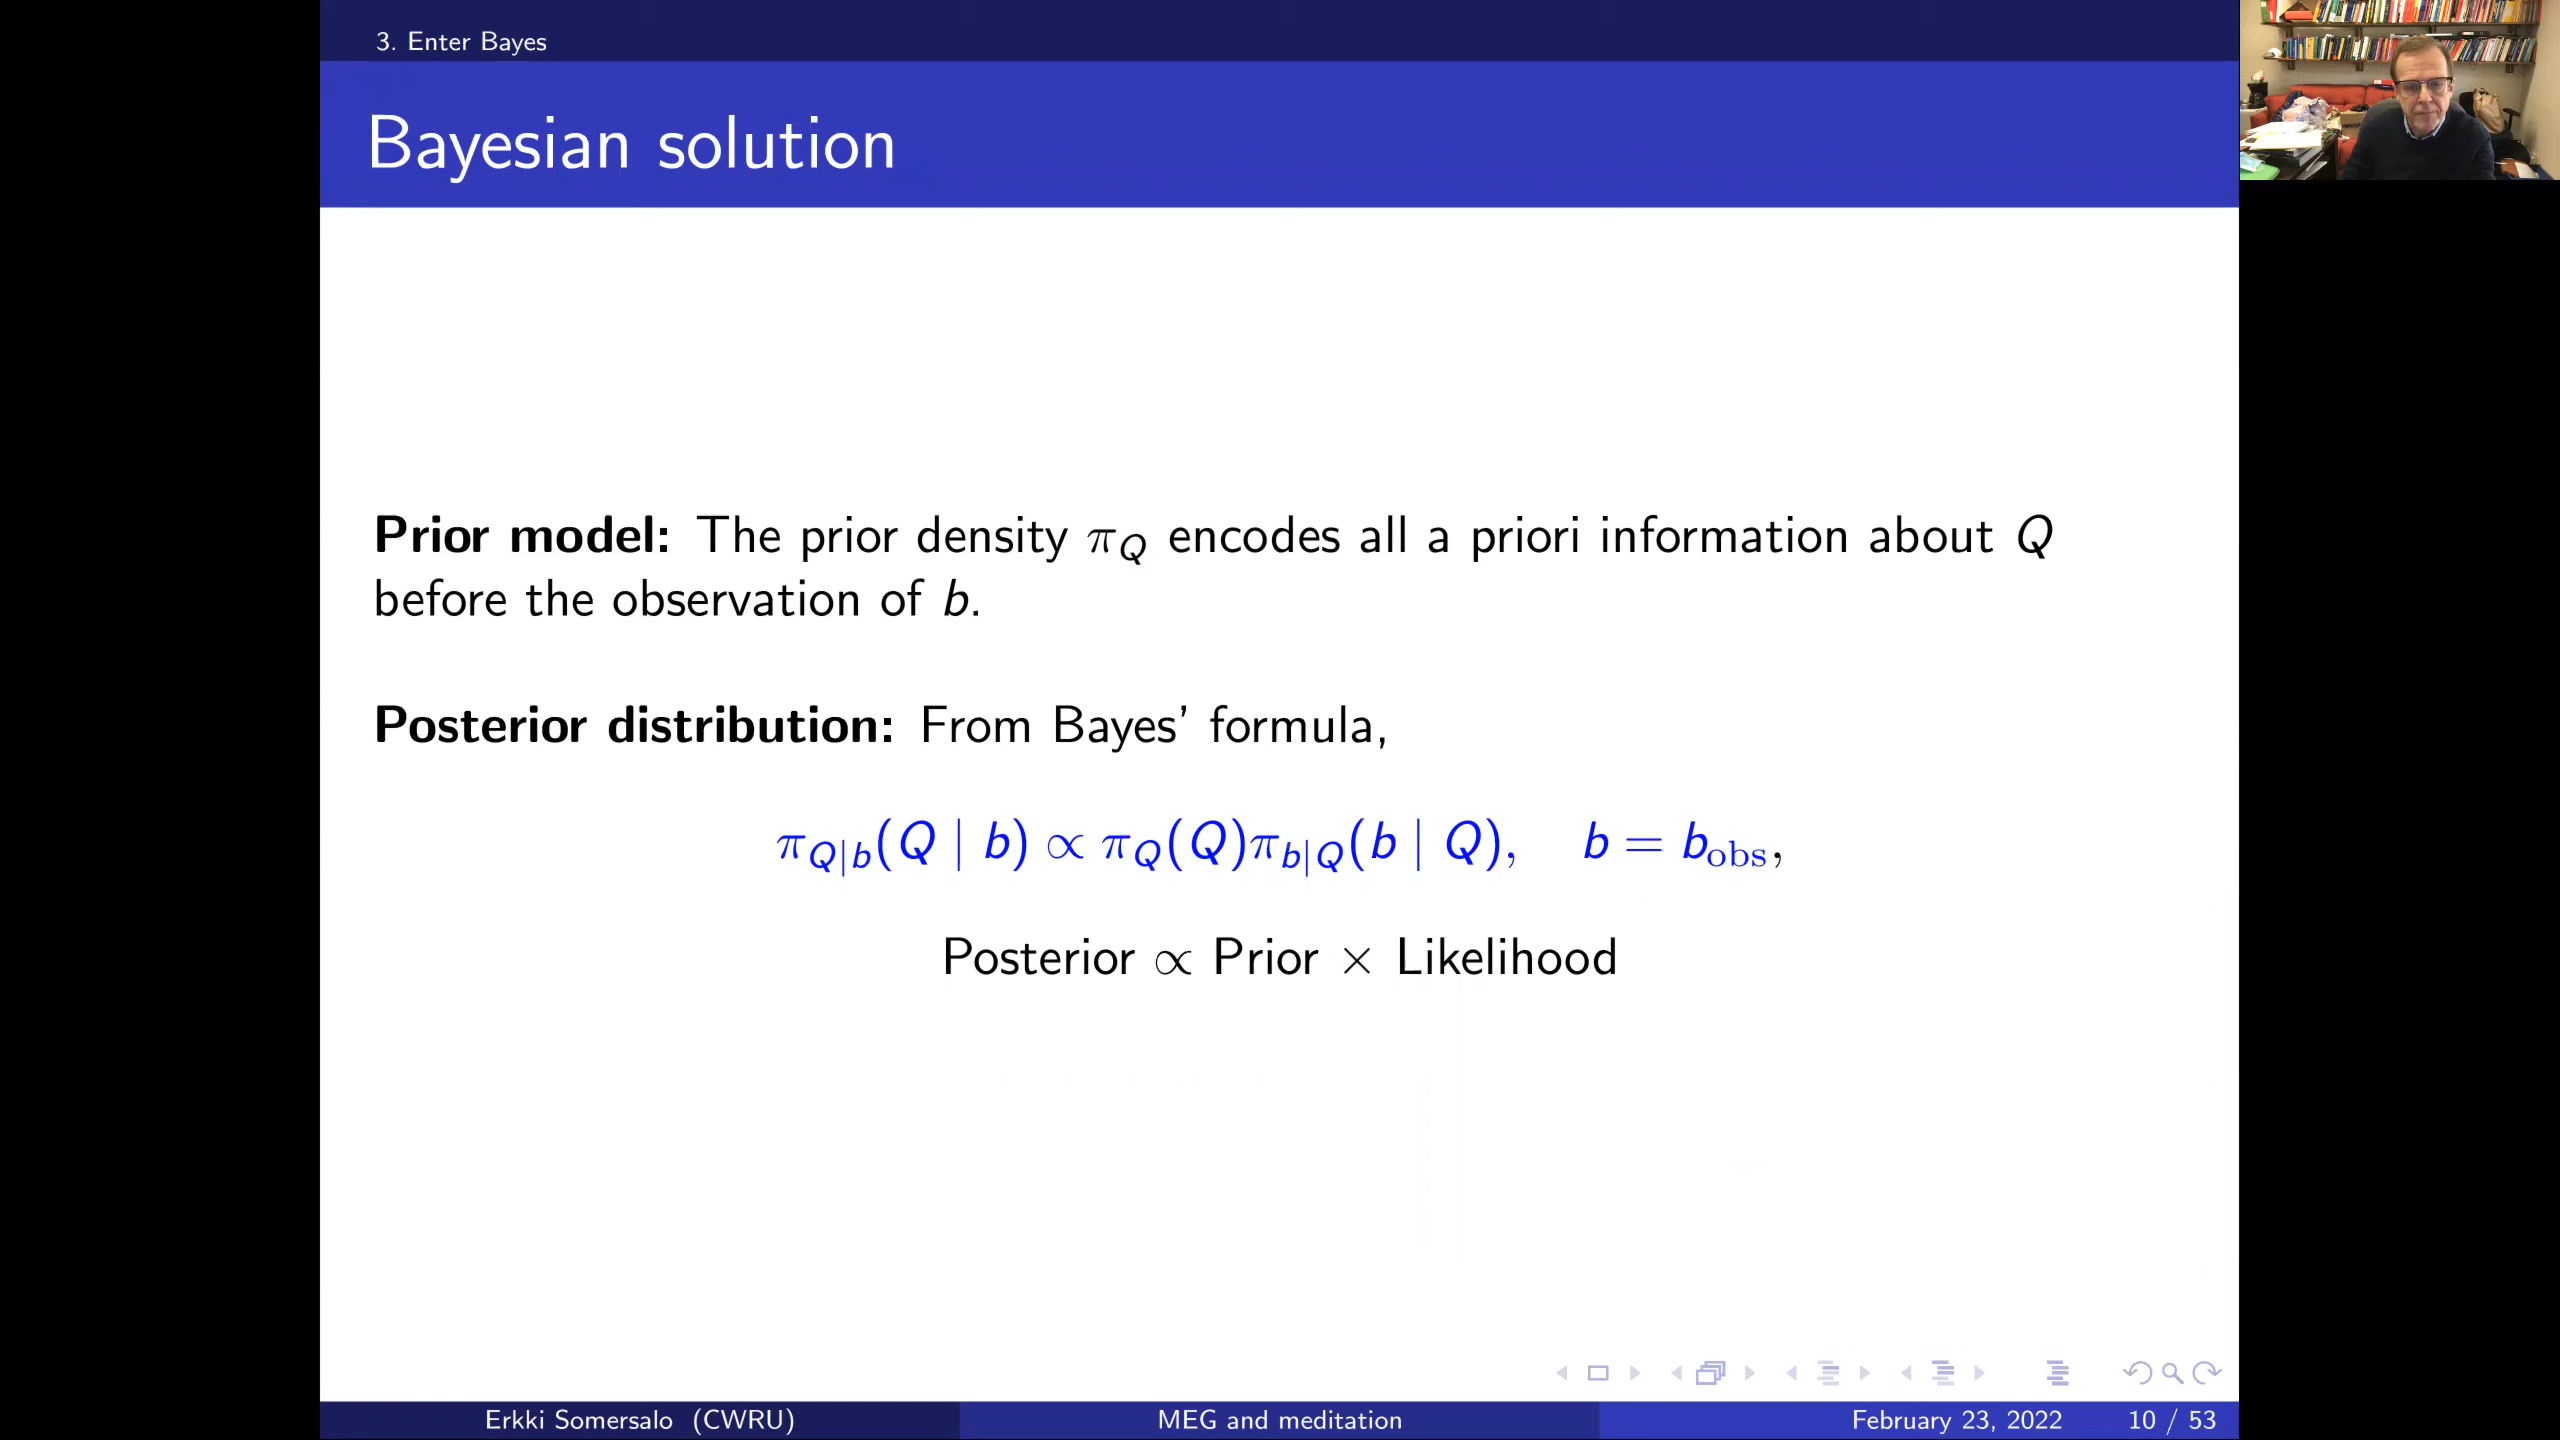 3. Enter Bayes
Bayesian solution
Prior model: The prior density π_Q encodes all a priori information about Q
before the observation of b.
Posterior distribution: From Bayes’ formula,
π_{Q|b}(Q | b) ∝ π_Q(Q)π_{b|Q}(b | Q), b = b_{obs},
Posterior ∝ Prior × Likelihood
Erkki Somersalo (CWRU) MEG and meditation February 23, 2022 10 / 53